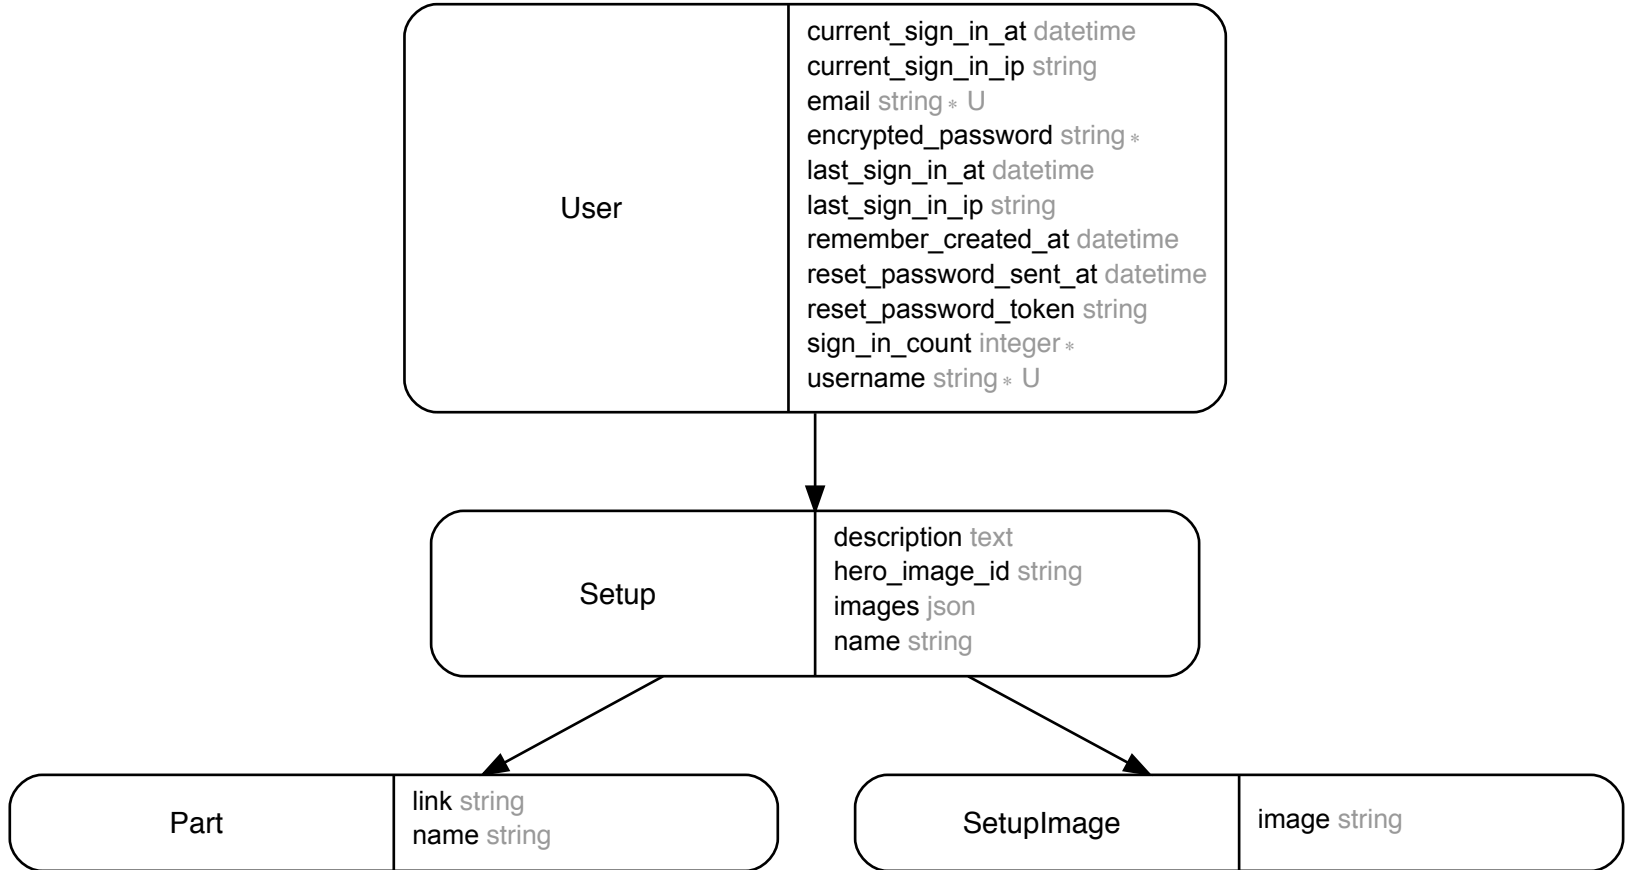 User
current_sign_in_at datetime
current_sign_in_ip string
email string * U
encrypted_password string *
last_sign_in_at datetime
last_sign_in_ip string
remember_created_at datetime
reset_password_sent_at datetime
reset_password_token string
sign_in_count integer *
username string * U
Setup
description text
hero_image_id string
images json
name string
Part
link string
name string
SetupImage
image string